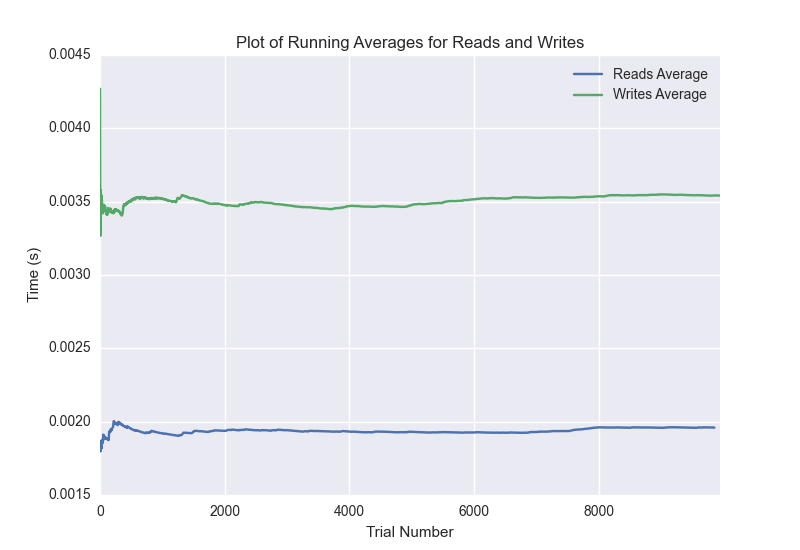 Plot of Running Averages for Reads and Writes
0.0045
0.0040
0.0035
0.0030
0.0025
0.0020
0.0015
Time (s)
Reads Average
Writes Average
0
2000
4000
6000
8000
Trial Number